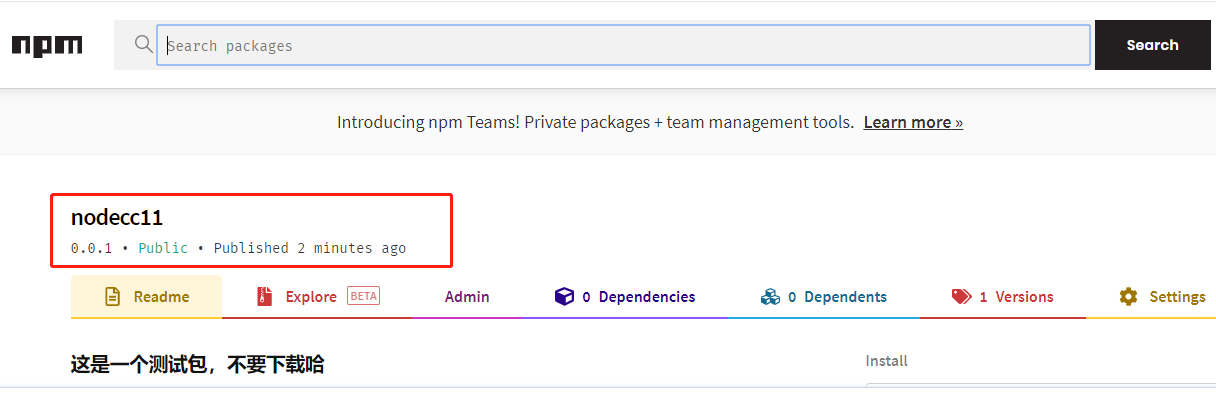 npm
Search packages
Search
Introducing npm Teams! Private packages + team management tools. Learn more »
nodecc11
0.0.1 • Public • Published 2 minutes ago
Readme
Explore BETA
Admin
0 Dependencies
0 Dependents
1 Versions
Settings
这是一个测试包，不要下载哈
Install